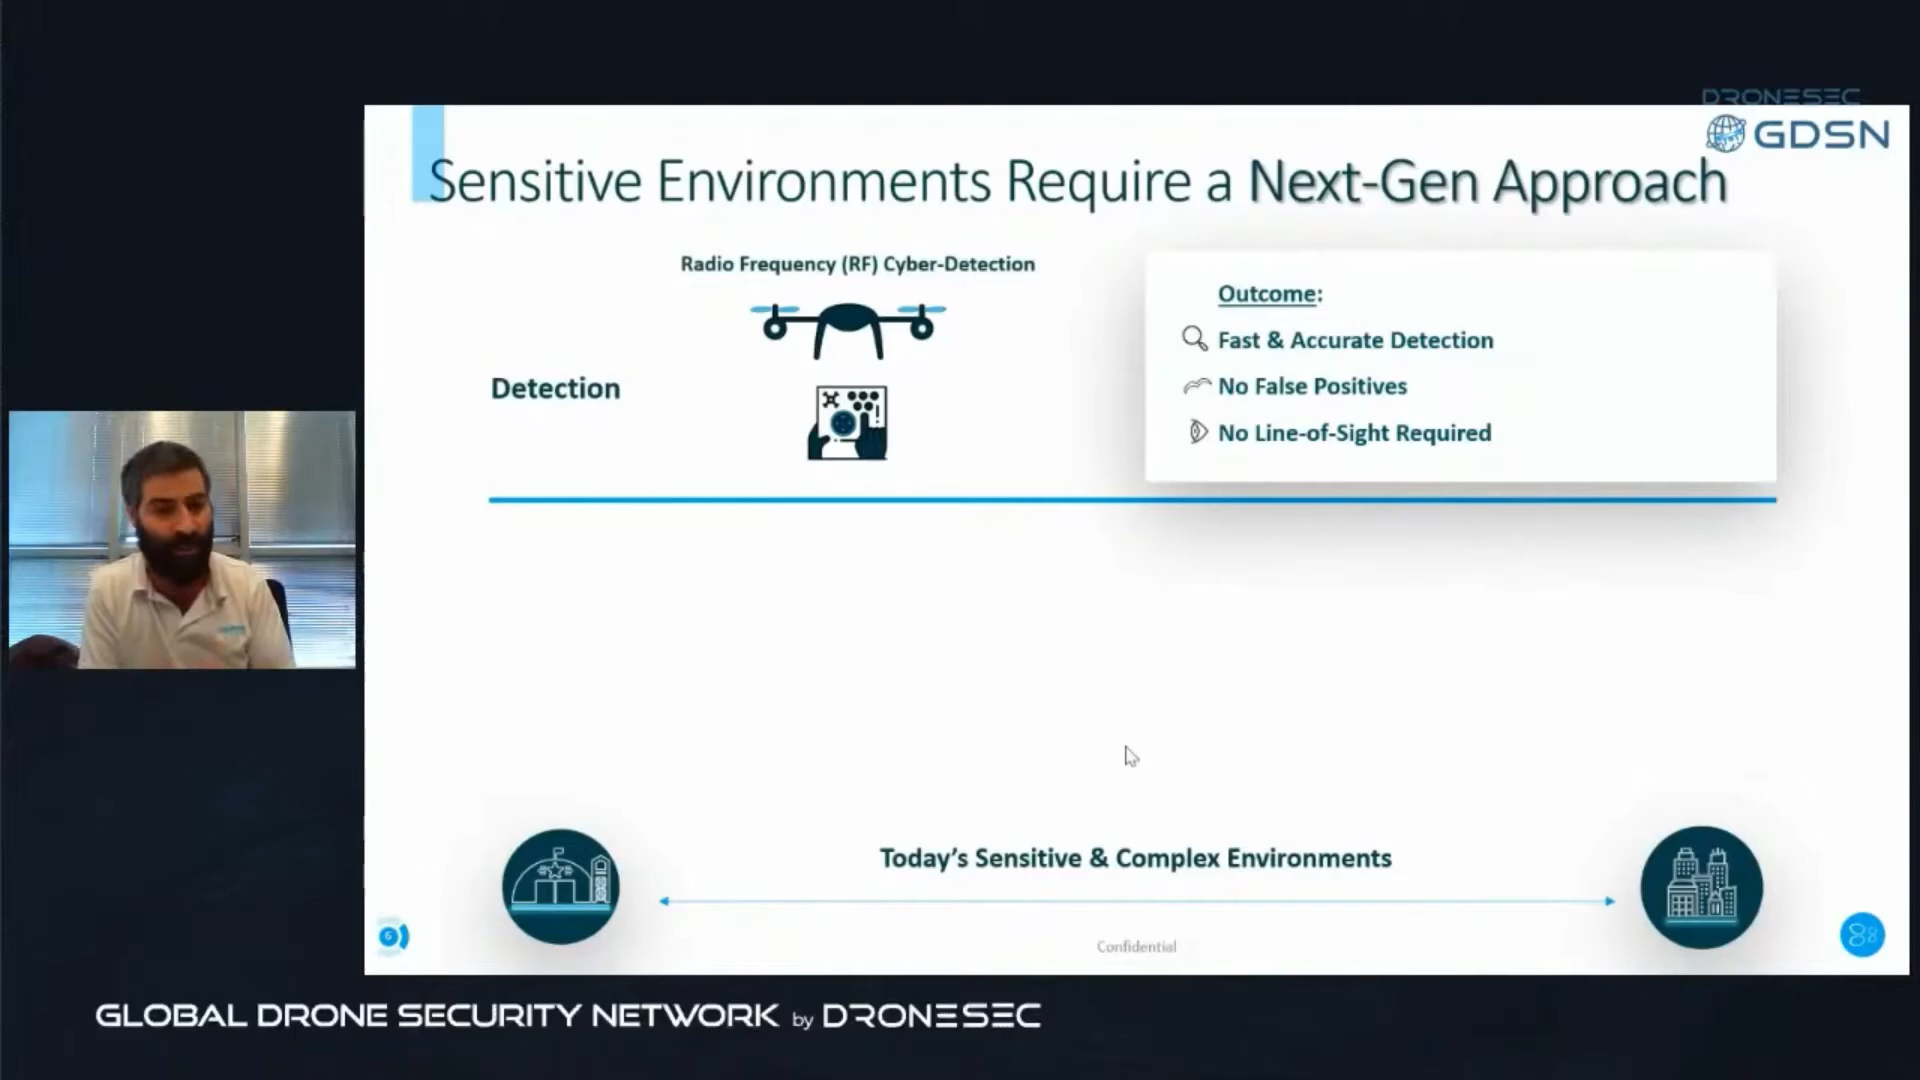 DRONESEC
GDSN
Sensitive Environments Require a Next-Gen Approach
Radio Frequency (RF) Cyber-Detection
Outcome:
Fast & Accurate Detection
Detection
No False Positives
No Line-of-Sight Required
Today's Sensitive & Complex Environments
6
Confidential
GLOBAL DRONE SECURITY NETWORK by DRONESEC